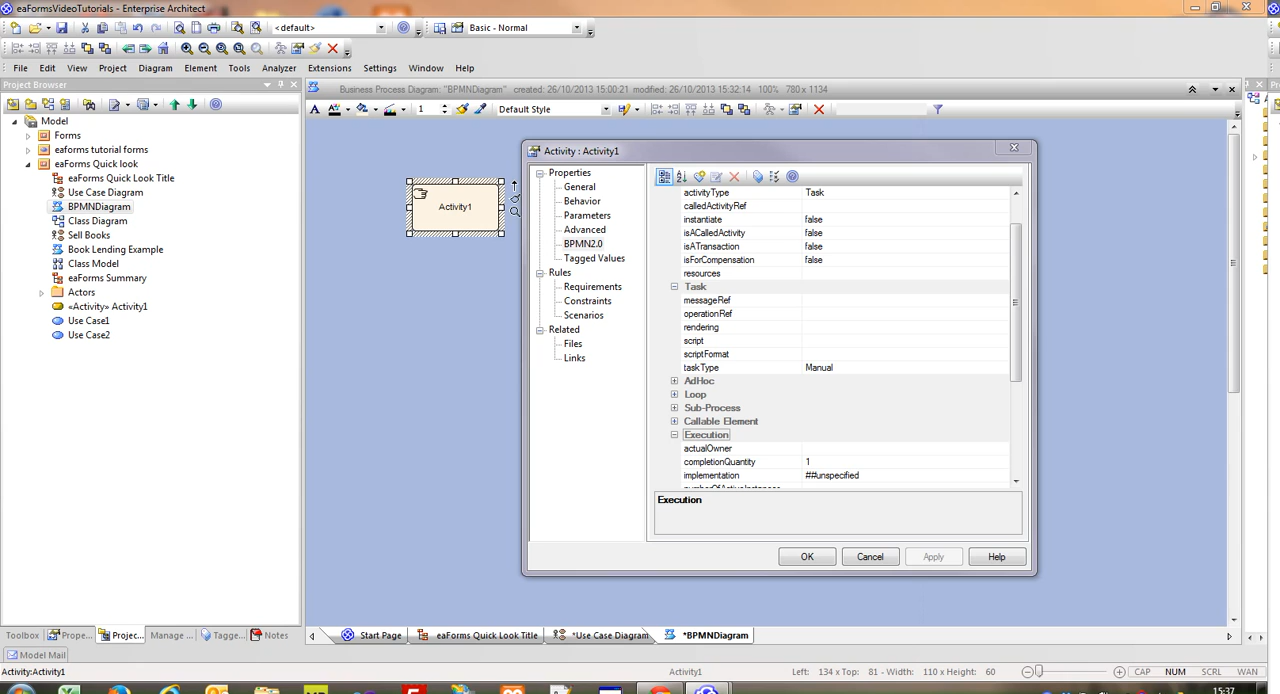 eaFormsVideoTutorials - Enterprise Architect
<default>
Basic - Normal
File Edit View Project Diagram Element Tools Analyzer Extensions Settings Window Help
Project Browser
Business Process Diagram: "BPMNDiagram" created: 26/10/2013 15:00:21 modified: 26/10/2013 15:32:14 100% 780 x 1134
1 Default Style
Model
Forms
eaforms tutorial forms
eaForms Quick look
eaForms Quick Look Title
Use Case Diagram
BPMNDiagram
Class Diagram
Sell Books
Book Lending Example
Class Model
eaForms Summary
Actors
«Activity» Activity1
Use Case1
Use Case2
Activity1
Activity : Activity1
Properties
General
Behavior
Parameters
Advanced
BPMN2.0
Tagged Values
Rules
Requirements
Constraints
Scenarios
Related
Files
Links
activityType Task
calledActivityRef
instantiate false
isACalledActivity false
isATransaction false
isForCompensation false
resources
Task
messageRef
operationRef
rendering
script
scriptFormat
taskType Manual
AdHoc
Loop
Sub-Process
Callable Element
Execution
actualOwner
completionQuantity 1
implementation ##unspecified
Execution
OK Cancel Apply Help
Toolbox Prope... Projec... Manage ... Tagge... Notes
Start Page eaForms Quick Look Title *Use Case Diagram *BPMNDiagram
Model Mail
Activity:Activity1 Activity1 Left: 134 x Top: 81 - Width: 110 x Height: 60 CAP NUM SCRL WAN
15:37